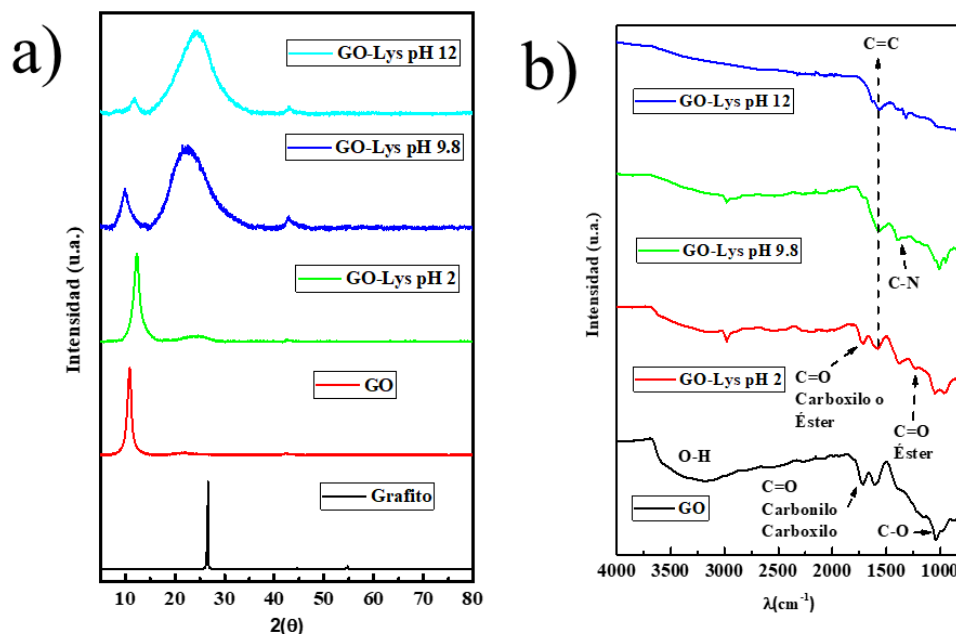 a)
GO-Lys pH 12
GO-Lys pH 9.8
GO-Lys pH 2
GO
Grafito
Intensidad (u.a.)
10 20 30 40 50 60 70 80
2(θ)
b)
C=C
GO-Lys pH 12
GO-Lys pH 9.8
C-N
GO-Lys pH 2
C=O
Carboxilo o
Éster
C=O
Éster
O-H
C=O
Carbonilo
Carboxilo
GO
C-O
Intensidad (u.a.)
4000 3500 3000 2500 2000 1500 1000
λ(cm⁻¹)